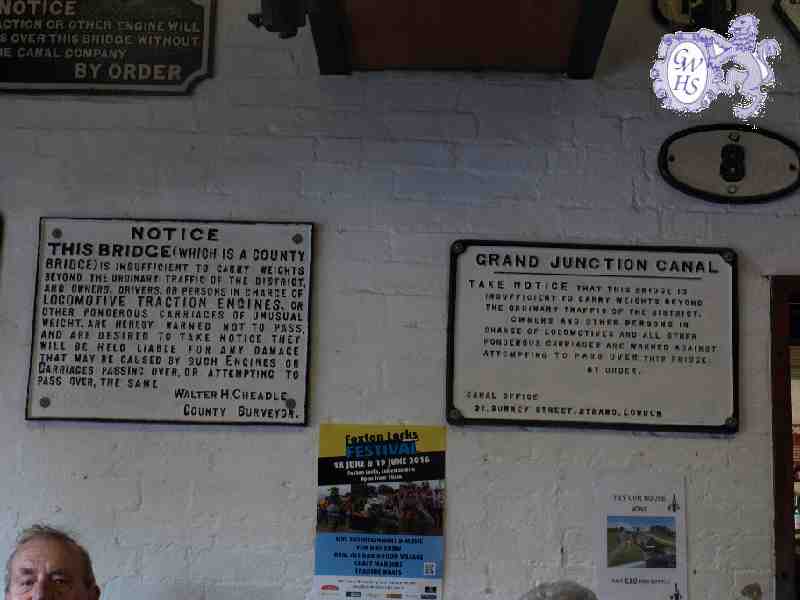 NOTICE
ACTION OR OTHER ENGINE WILL
S OVER THIS BRIDGE WITHOUT
HE CANAL COMPANY
BY ORDER
GWHS
8
NOTICE
THIS BRIDGE (WHICH IS A COUNTY
BRIDGE) IS INSUFFICIENT TO CARRY WEIGHTS
BEYOND THE ORDINARY TRAFFIC OF THE DISTRICT,
AND OWNERS, DRIVERS, OR PERSONS IN CHARGE OF
LOCOMOTIVE TRACTION ENGINES, OR
OTHER PONDEROUS CARRIAGES OF UNUSUAL
WEIGHT, ARE HEREBY WARNED NOT TO PASS,
AND ARE DESIRED TO TAKE NOTICE THEY
WILL BE HELD LIABLE FOR ANY DAMAGE
THAT MAY BE CAUSED BY SUCH ENGINES OR
CARRIAGES PASSING OVER, OR ATTEMPTING TO
PASS OVER, THE SAME
WALTER H. CHEADLE,
COUNTY SURVEYOR.
GRAND JUNCTION CANAL
TAKE NOTICE THAT THIS BRIDGE IS
INSUFFICIENT TO CARRY WEIGHTS BEYOND
THE ORDINARY TRAFFIC OF THE DISTRICT.
OWNERS AND OTHER PERSONS IN
CHARGE OF LOCOMOTIVES AND ALL OTHER
PONDEROUS CARRIAGES ARE WARNED AGAINST
ATTEMPTING TO PASS OVER THIS BRIDGE.
BY ORDER.
CANAL OFFICE
21, SURREY STREET, STRAND, LONDON
Foxton Locks
FESTIVAL
18 JUNE & 19 JUNE 2016